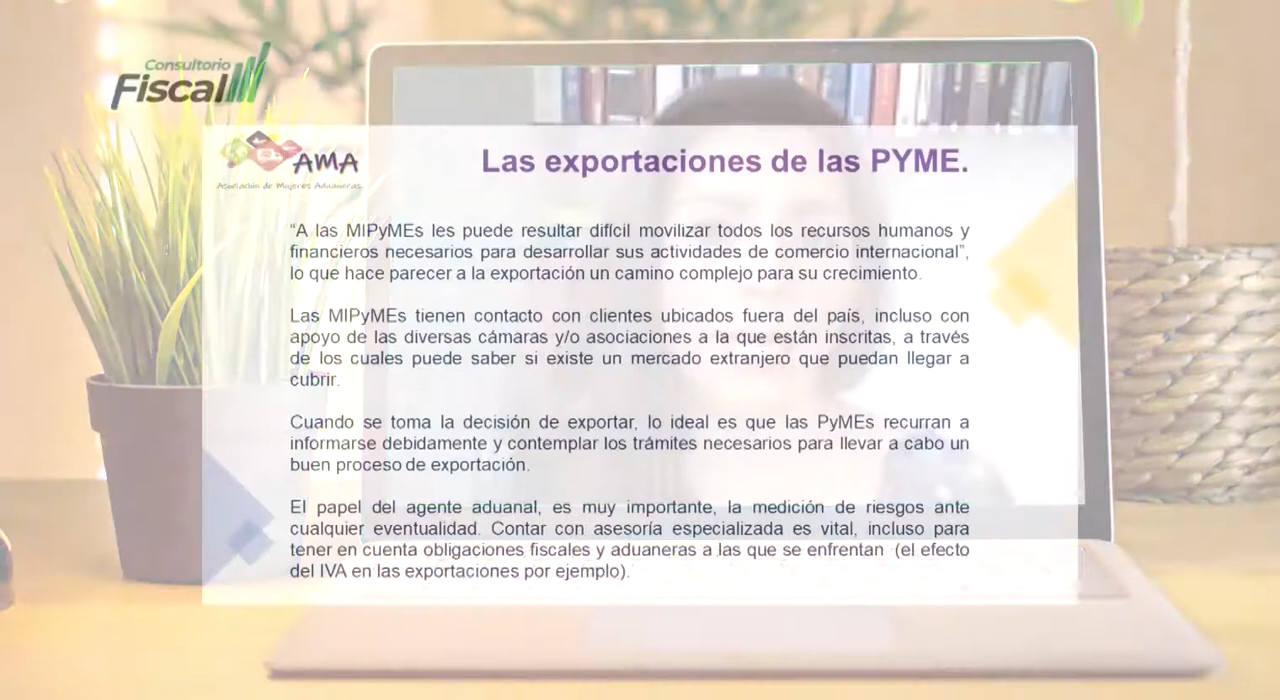 Consultorio
Fiscal
AMA
Asociación de Mujeres Aduaneras
Las exportaciones de las PYME.
“A las MIPyMEs les puede resultar difícil movilizar todos los recursos humanos y
financieros necesarios para desarrollar sus actividades de comercio internacional”,
lo que hace parecer a la exportación un camino complejo para su crecimiento.
Las MIPyMEs tienen contacto con clientes ubicados fuera del país, incluso con
apoyo de las diversas cámaras y/o asociaciones a la que están inscritas, a través
de los cuales puede saber si existe un mercado extranjero que puedan llegar a
cubrir.
Cuando se toma la decisión de exportar, lo ideal es que las PyMEs recurran a
informarse debidamente y contemplar los trámites necesarios para llevar a cabo un
buen proceso de exportación.
El papel del agente aduanal, es muy importante, la medición de riesgos ante
cualquier eventualidad. Contar con asesoría especializada es vital, incluso para
tener en cuenta obligaciones fiscales y aduaneras a las que se enfrentan (el efecto
del IVA en las exportaciones por ejemplo).